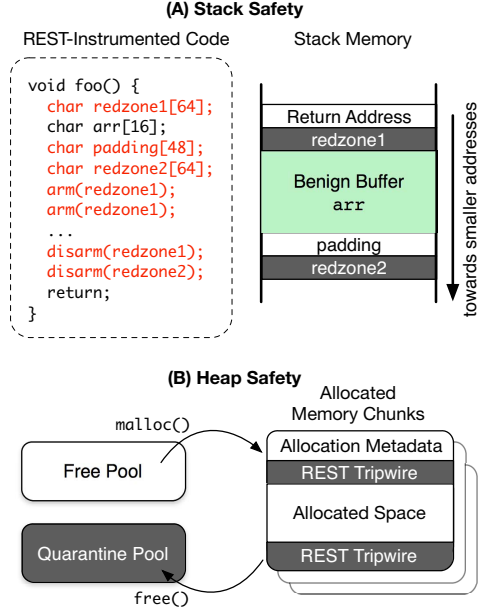 (A) Stack Safety
REST-Instrumented Code
void foo() {
char redzone1[64];
char arr[16];
char padding[48];
char redzone2[64];
arm(redzone1);
arm(redzone1);
...
disarm(redzone1);
disarm(redzone2);
return;
}
Stack Memory
Return Address
redzone1
Benign Buffer
arr
padding
redzone2
towards smaller addresses
(B) Heap Safety
malloc()
Free Pool
Quarantine Pool
free()
Allocated
Memory Chunks
Allocation Metadata
REST Tripwire
Allocated Space
REST Tripwire